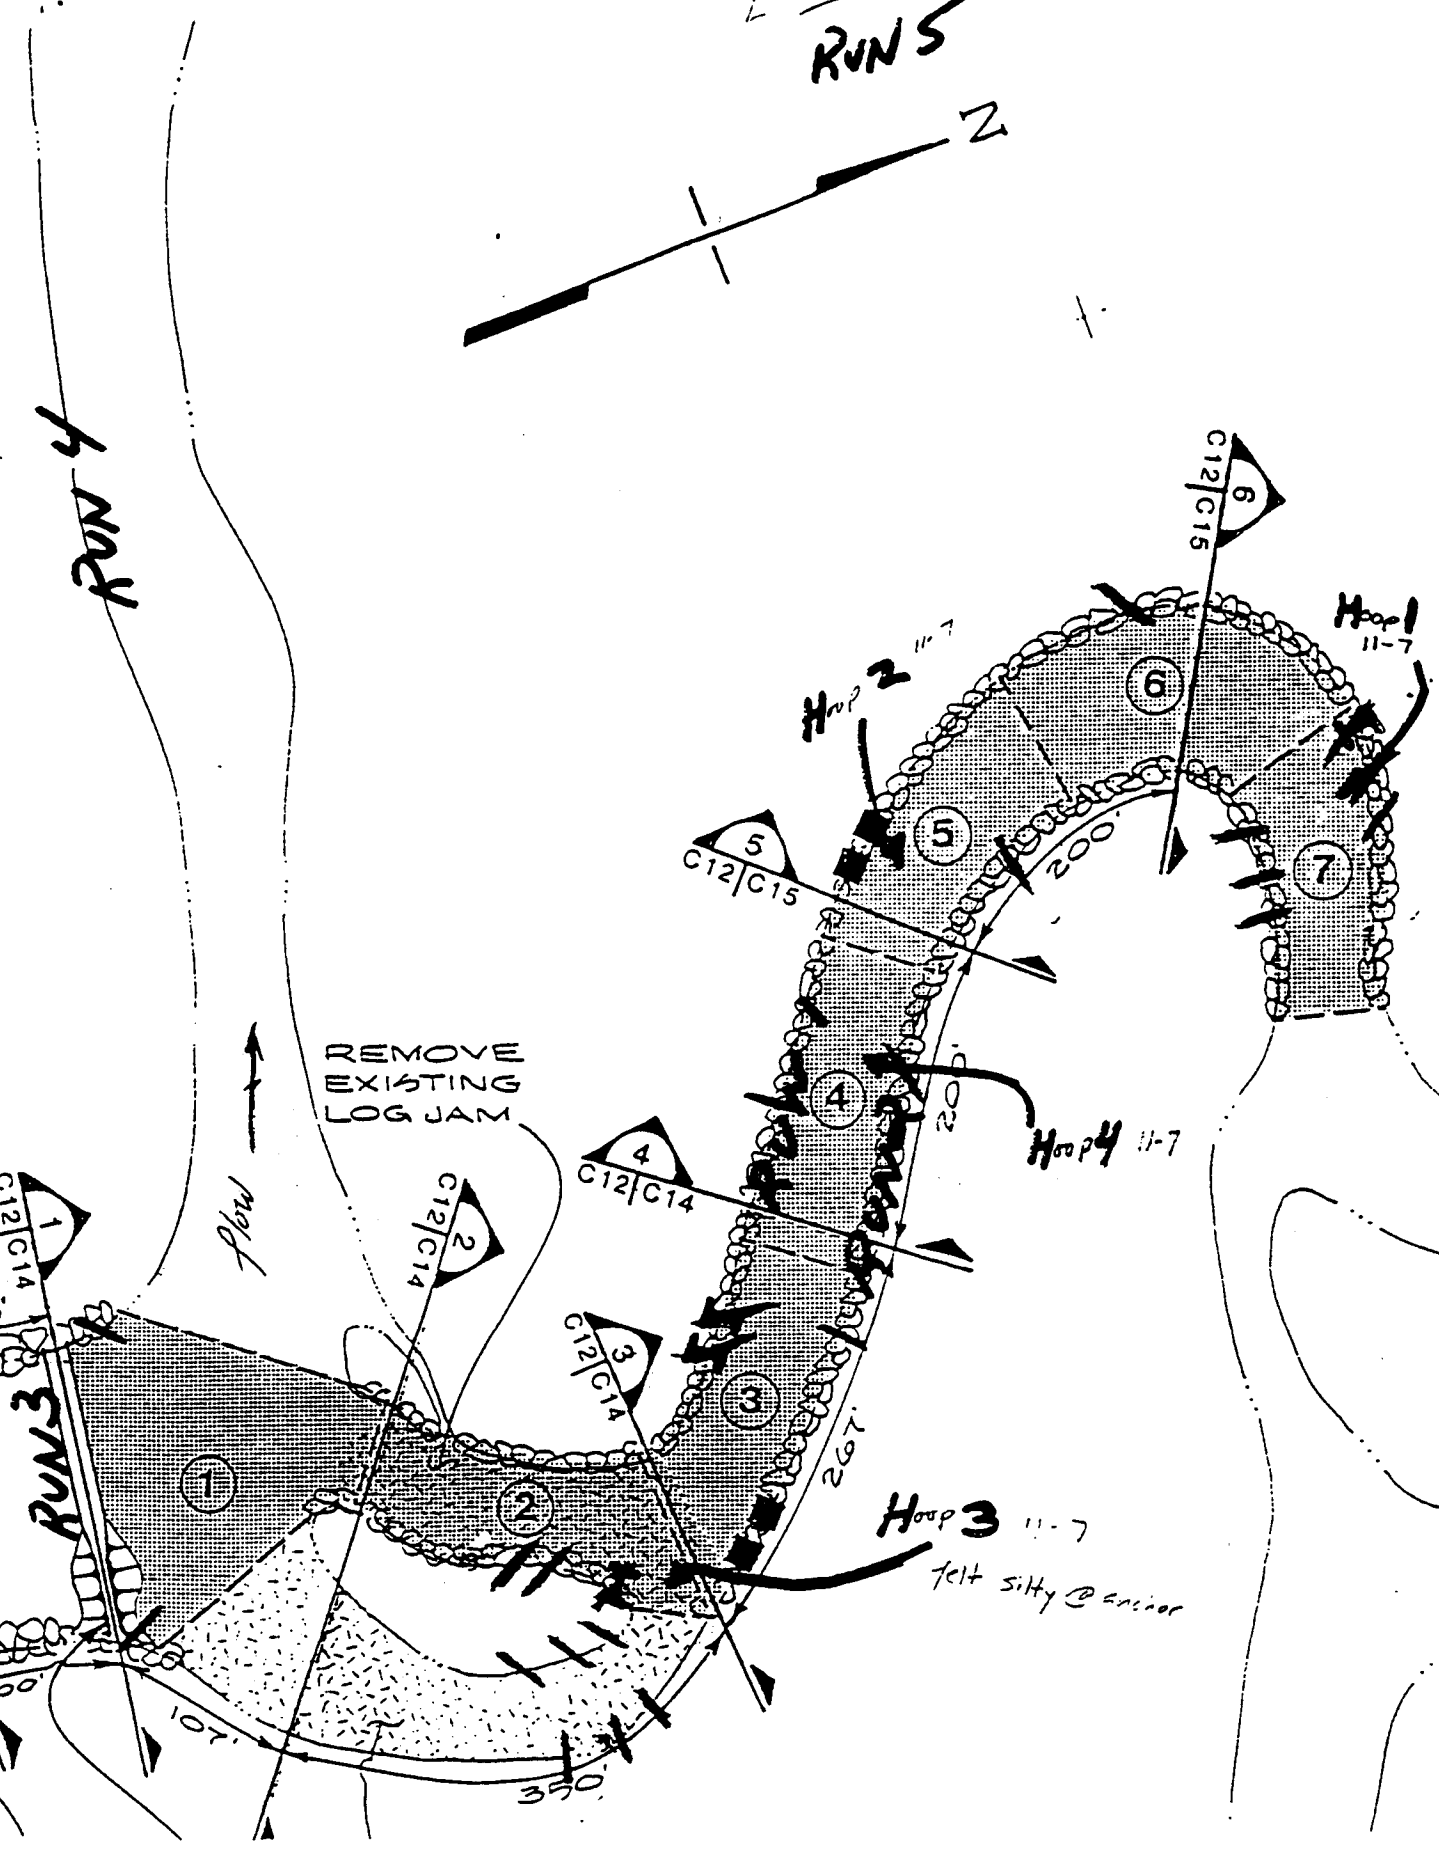 RUN 5
N
RUN 4
6
C12/C15
Hoop 1
11-7
Hoop 2 11-7
6
5
C12/C15
5
7
200'
REMOVE
EXISTING
LOG JAM
4
200'
Hoop 4 11-7
4
C12/C14
flow
1
C12/C14
2
C12/C14
3
C12/C14
3
267'
RUN 3
1
2
Hoop 3 11-7
felt silty @ anchor
00'
107'
350'